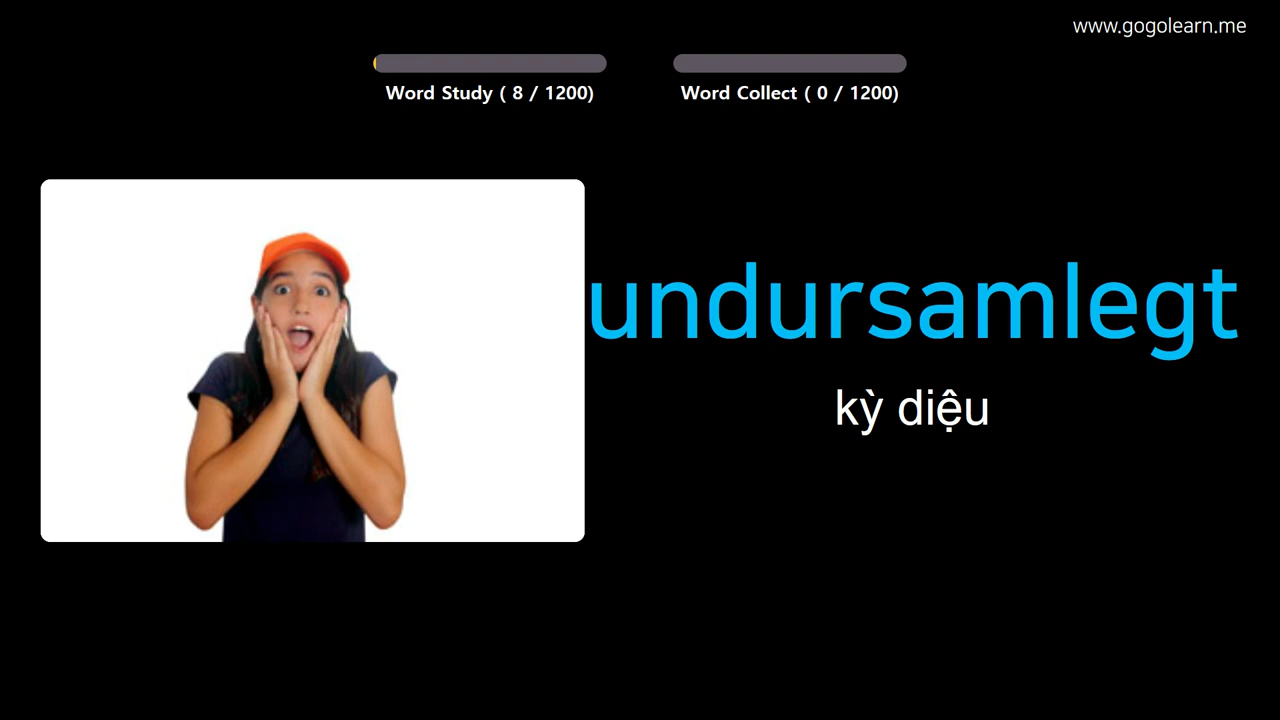 www.gogolearn.me
Word Study ( 8 / 1200)
Word Collect ( 0 / 1200)
undursamlegt
kỳ diệu